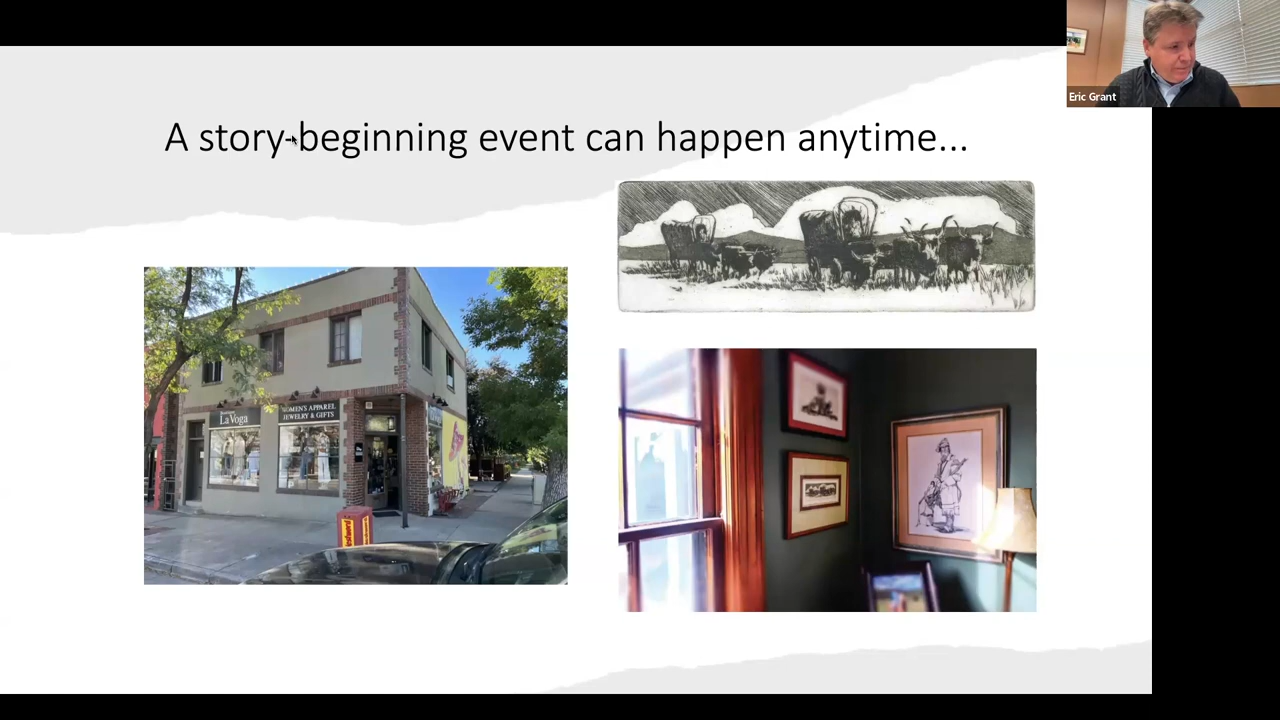 Eric Grant
A story-beginning event can happen anytime...
La Voga
WOMEN'S APPAREL
JEWELRY & GIFTS